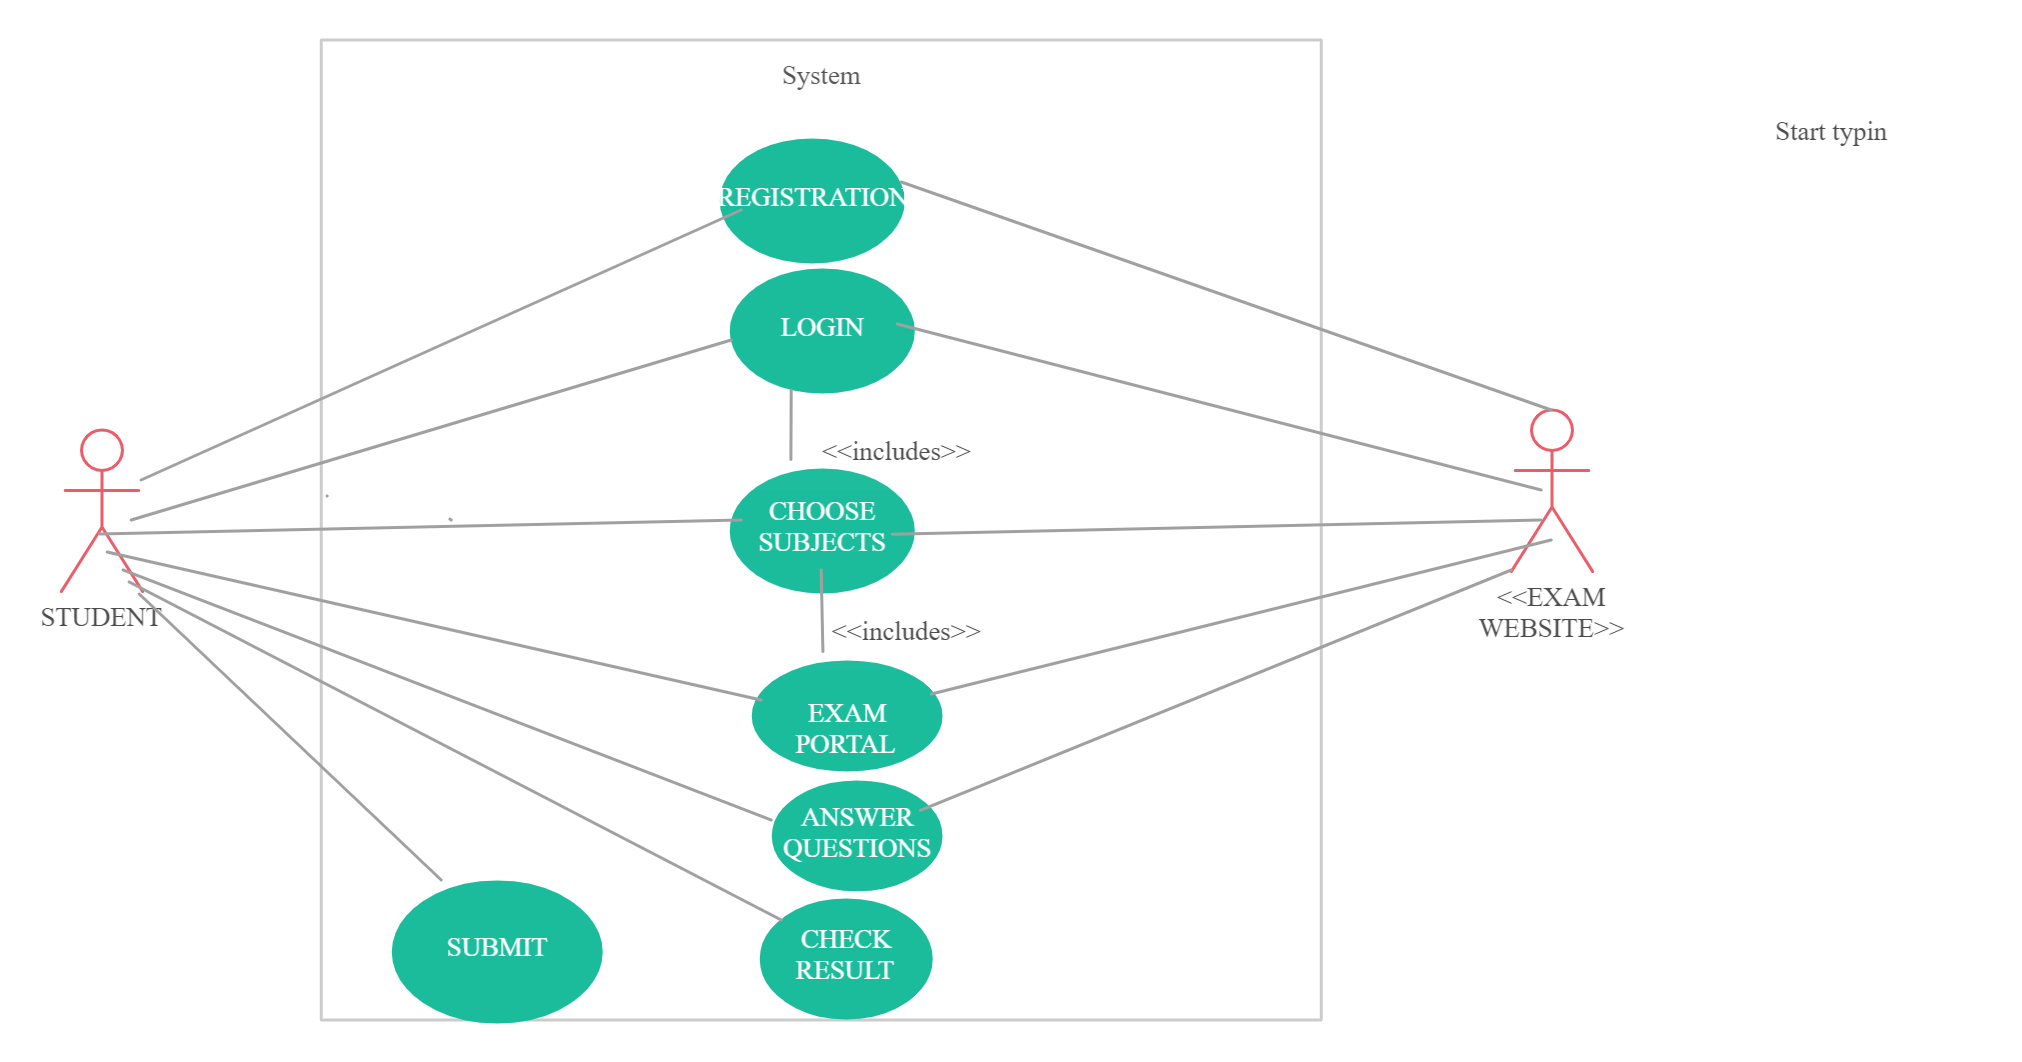 System
Start typin
REGISTRATION
LOGIN
<<includes>>
CHOOSE
SUBJECTS
STUDENT
<<EXAM
WEBSITE>>
<<includes>>
EXAM
PORTAL
ANSWER
QUESTIONS
SUBMIT
CHECK
RESULT